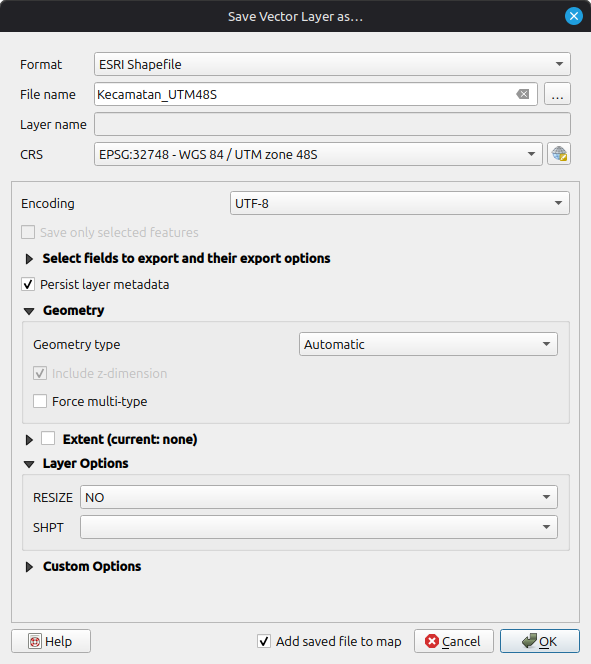 Save Vector Layer as…
Format ESRI Shapefile
File name Kecamatan_UTM48S …
Layer name
CRS EPSG:32748 - WGS 84 / UTM zone 48S
Encoding UTF-8
Save only selected features
Select fields to export and their export options
Persist layer metadata
Geometry
Geometry type Automatic
Include z-dimension
Force multi-type
Extent (current: none)
Layer Options
RESIZE NO
SHPT
Custom Options
Help Add saved file to map Cancel OK